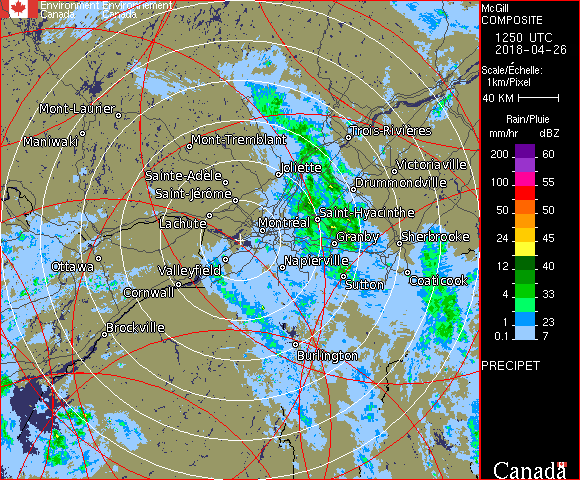 Environment Environnement
Canada Canada
McGill
COMPOSITE
1250 UTC
2018-04-26
Scale/Échelle:
1km/Pixel
40 KM
Rain/Pluie
mm/hr dBZ
200 60
100 55
50 50
24 45
12 40
4 33
1 23
0.1 7
PRECIPET
Canada
Mont-Laurier
Maniwaki
Mont-Tremblant
Trois-Rivières
Sainte-Adèle
Joliette
Victoriaville
Saint-Jérôme
Drummondville
Lachute
Montréal
Saint-Hyacinthe
Granby
Sherbrooke
Ottawa
Valleyfield
Napierville
Cornwall
Sutton
Coaticook
Brockville
Burlington